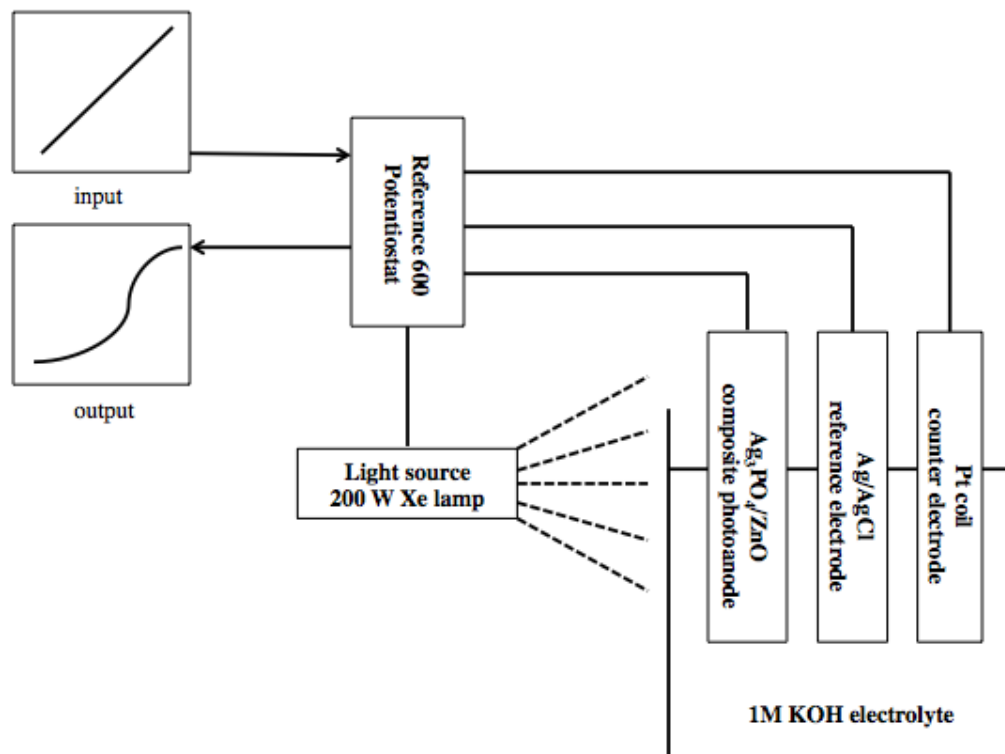 input
output
Reference 600
Potentiostat
Light source
200 W Xe lamp
Ag₃PO₄/ZnO
composite photoanode
Ag/AgCl
reference electrode
Pt coil
counter electrode
1M KOH electrolyte